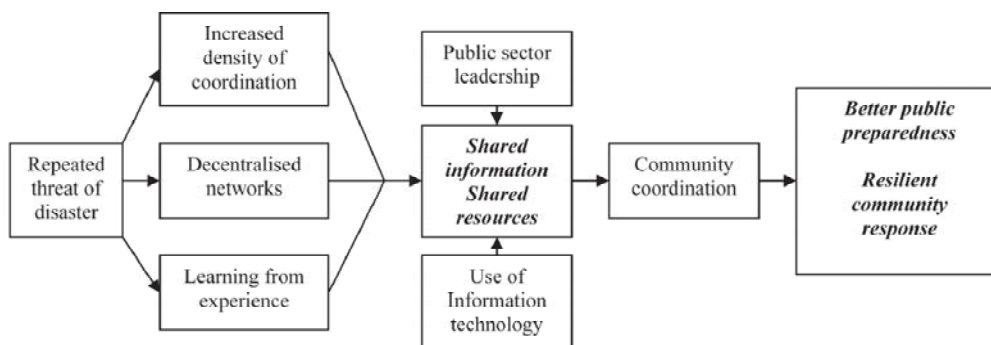 Repeated
threat of
disaster
Increased
density of
coordination
Decentralised
networks
Learning from
experience
Public sector
leadership
Shared
information
Shared
resources
Use of
Information
technology
Community
coordination
Better public
preparedness
Resilient
community
response